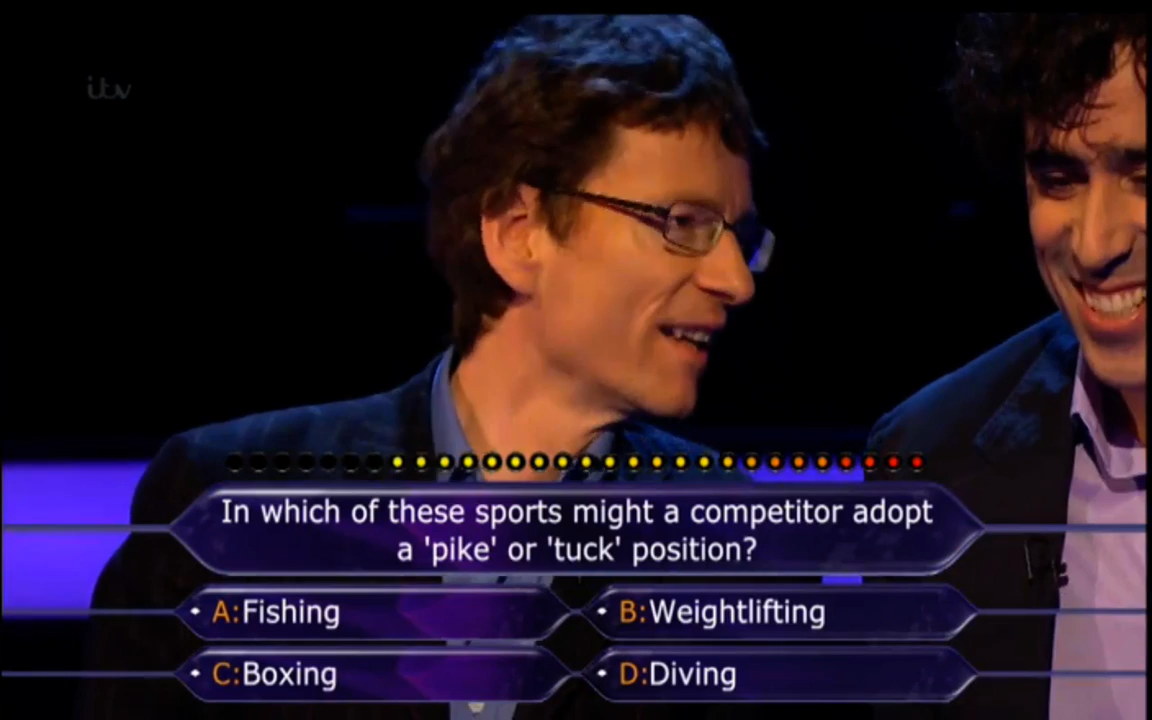 itv
In which of these sports might a competitor adopt
a 'pike' or 'tuck' position?
A:Fishing
B:Weightlifting
C:Boxing
D:Diving